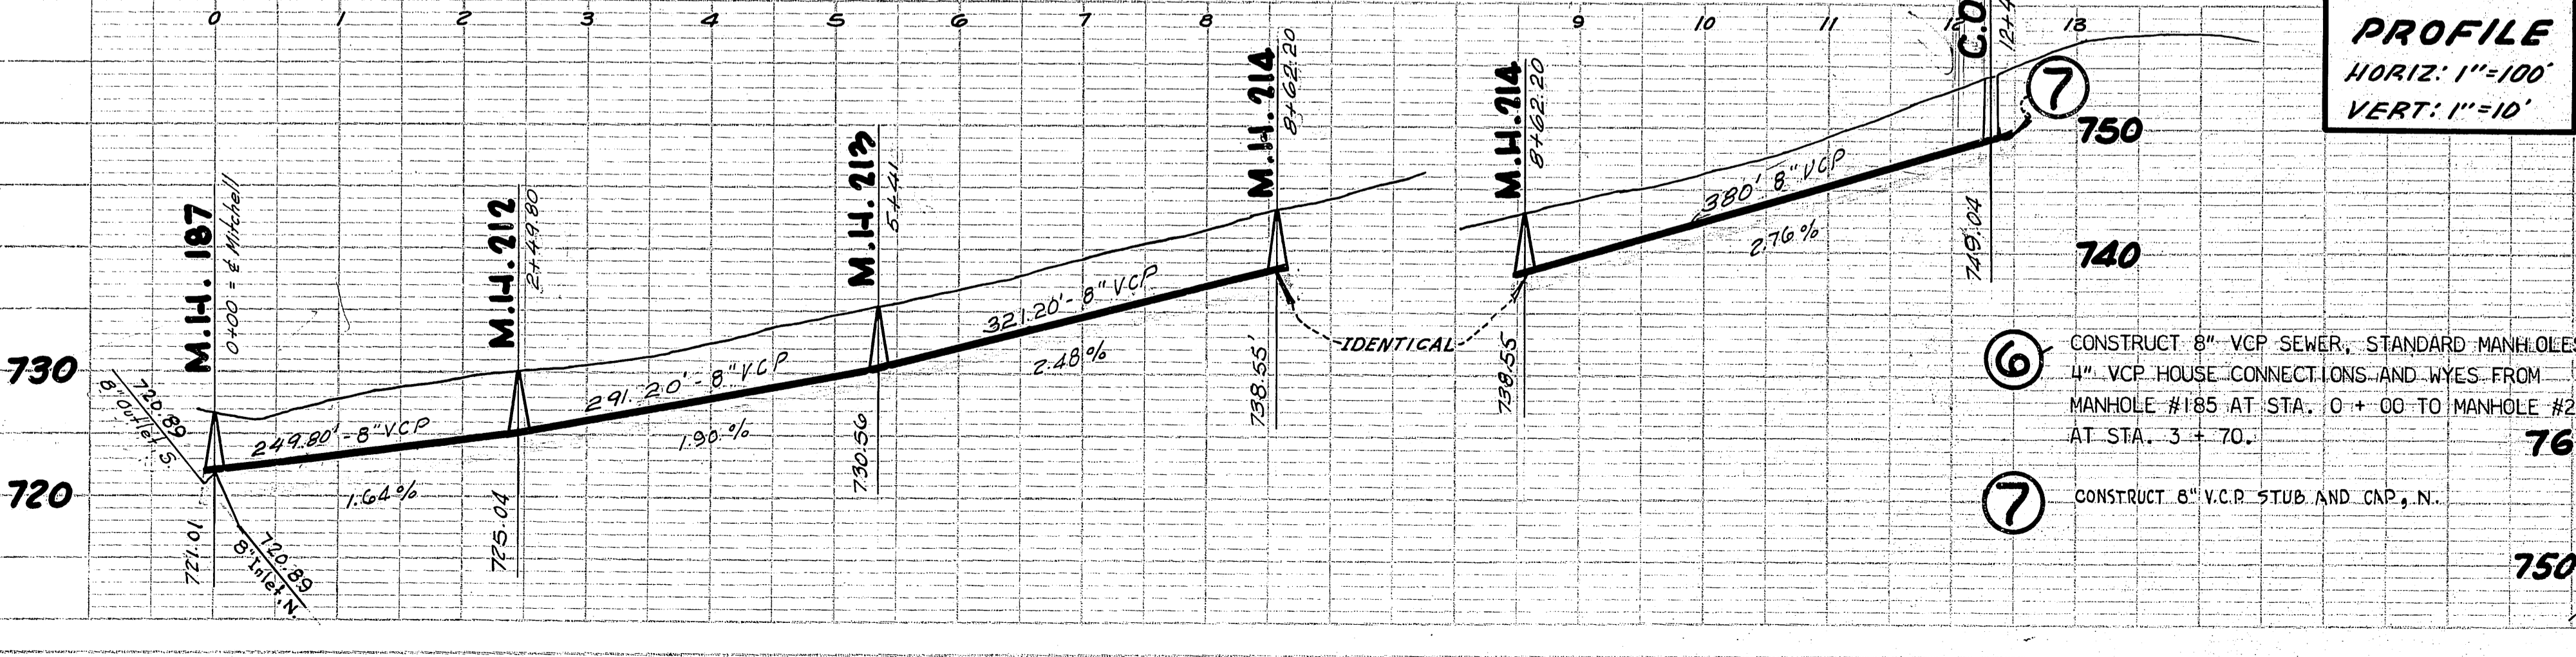 0 1 2 3 4 5 6 7 8 9 10 11 12 13
PROFILE
HORIZ: 1"=100'
VERT: 1"=10'
M.H. 187
0+00 = ℄ Mitchell
M.H. 212
2+49.80
M.H. 213
5+41
M.H. 214
8+62.20
M.H. 214
8+62.20
C.O
12+4
7
750
740
730
720
249.80'-8" VCP
1.64%
291.20'-8" VCP
1.90.%
321.20'-8" VCP
2.48%
380' 8" VCP
2.76%
IDENTICAL
720.89
8" Outlet S.
721.01
720.89
8" Inlet, N.
725.04
730.56
738.55'
738.55
749.04
6
CONSTRUCT 8" VCP SEWER, STANDARD MANHOLES
4" VCP HOUSE CONNECTIONS AND WYES FROM
MANHOLE #185 AT STA. 0 + 00 TO MANHOLE #2
AT STA. 3 + 70.
76
7
CONSTRUCT 8" V.C.P. STUB AND CAP, N.
750